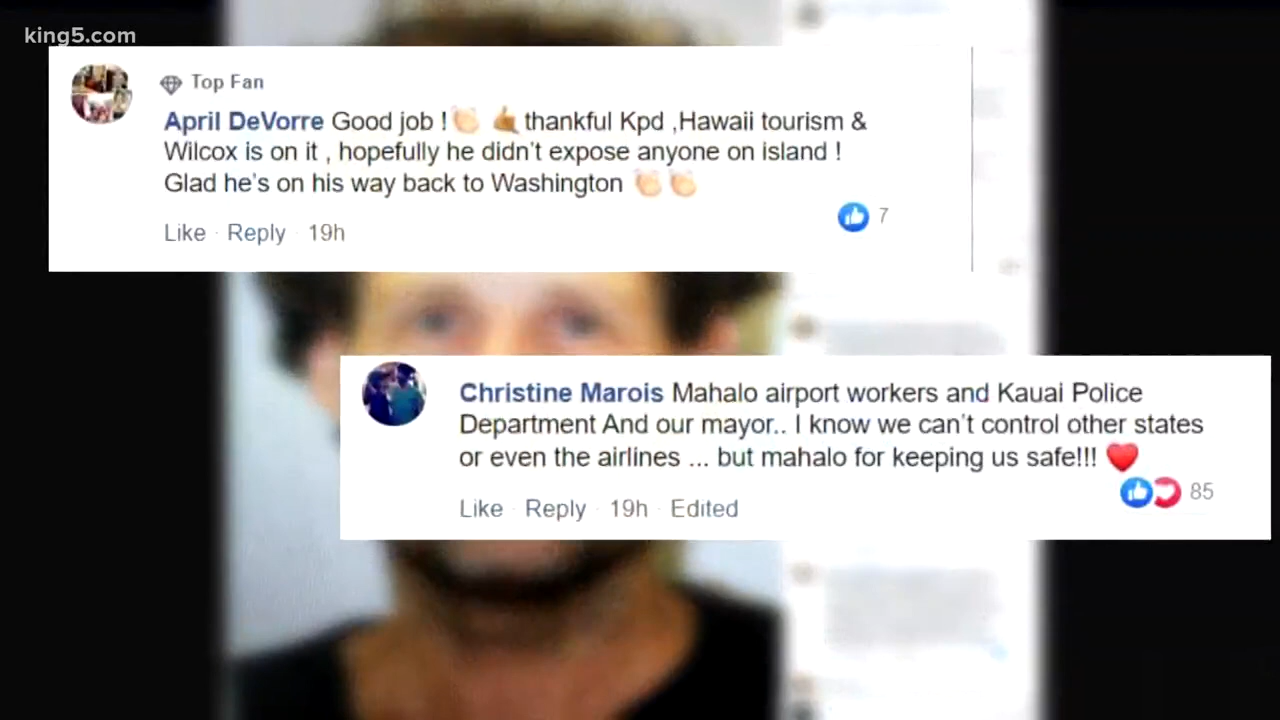 king5.com
Top Fan
April DeVorre Good job !👏🏻 🤙🏽 thankful Kpd ,Hawaii tourism &
Wilcox is on it , hopefully he didn't expose anyone on island !
Glad he's on his way back to Washington 👏🏻 👏🏻
7
Like · Reply · 19h
Christine Marois Mahalo airport workers and Kauai Police
Department And our mayor.. I know we can't control other states
or even the airlines ... but mahalo for keeping us safe!!! ❤️
85
Like · Reply · 19h · Edited